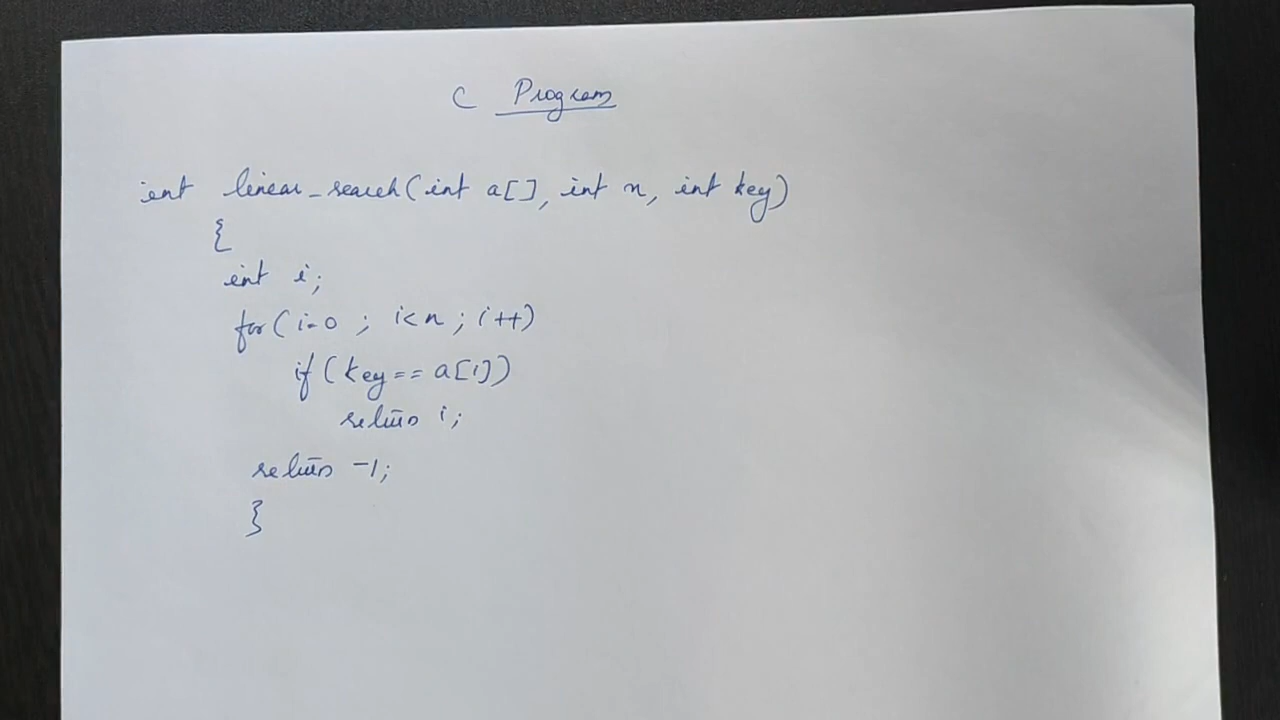 C Program
int linear_search(int a[], int n, int key)
{
int i;
for(i=0 ; i<n ; i++)
if(key== a[i])
return i;
return -1;
}